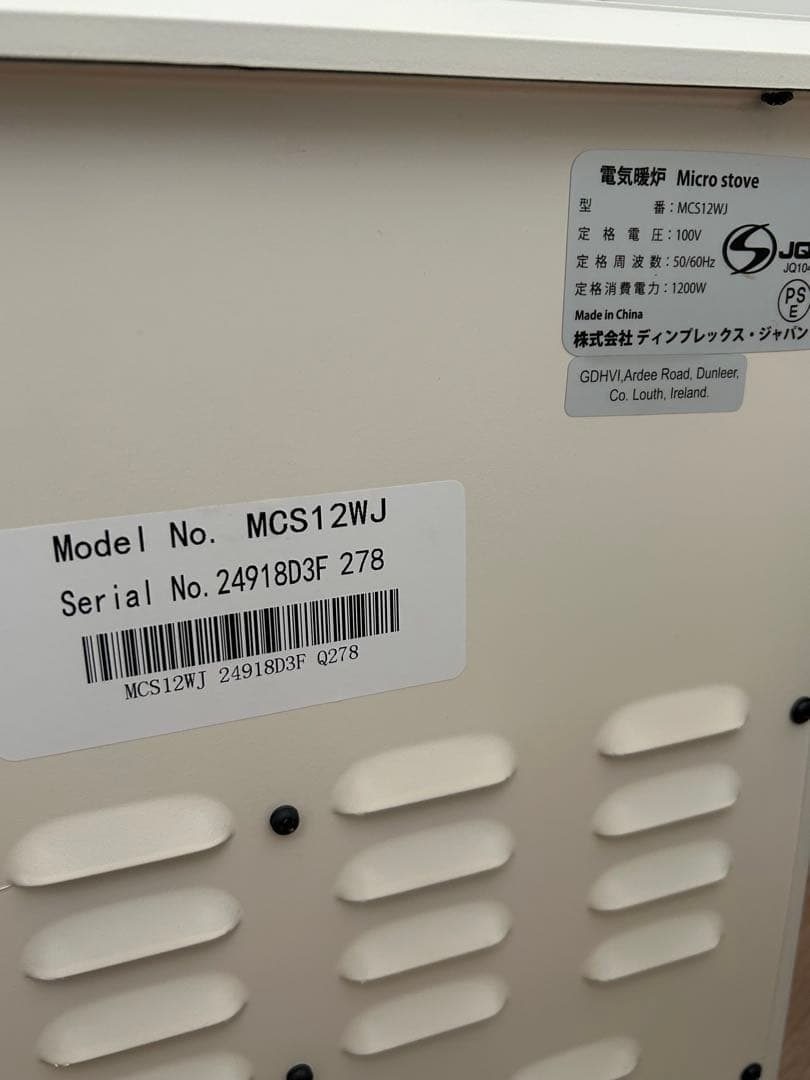 電気暖炉 Micro stove
型 番：MCS12WJ
定格電圧：100V
定格周波数：50/60Hz
定格消費電力：1200W
Made in China
株式会社 ディンプレックス・ジャパン
S JQ
JQ104
PS
E
GDHVI,Ardee Road, Dunleer,
Co. Louth, Ireland.
Model No. MCS12WJ
Serial No. 24918D3F 278
MCS12WJ 24918D3F Q278